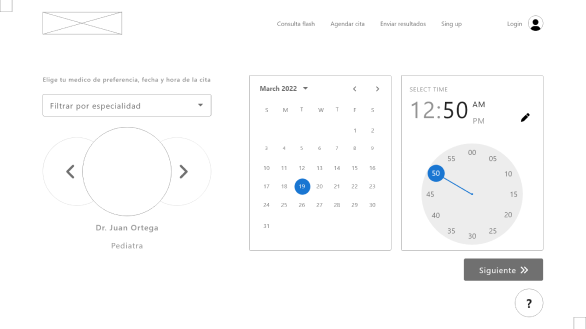 Consulta flash Agendar cita Enviar resultados Sing up Login
Elige tu medico de preferencia, fecha y hora de la cita
Filtrar por especialidad
Dr. Juan Ortega
Pediatra
March 2022
S M T W T F S
1 2
3 4 5 6 7 8 9
10 11 12 13 14 15 16
17 18 19 20 21 22 23
24 25 26 27 28 29 30
31
SELECT TIME
12:50 AM
PM
00
55 05
50 10
45 15
40 20
35 25
30
Siguiente »
?